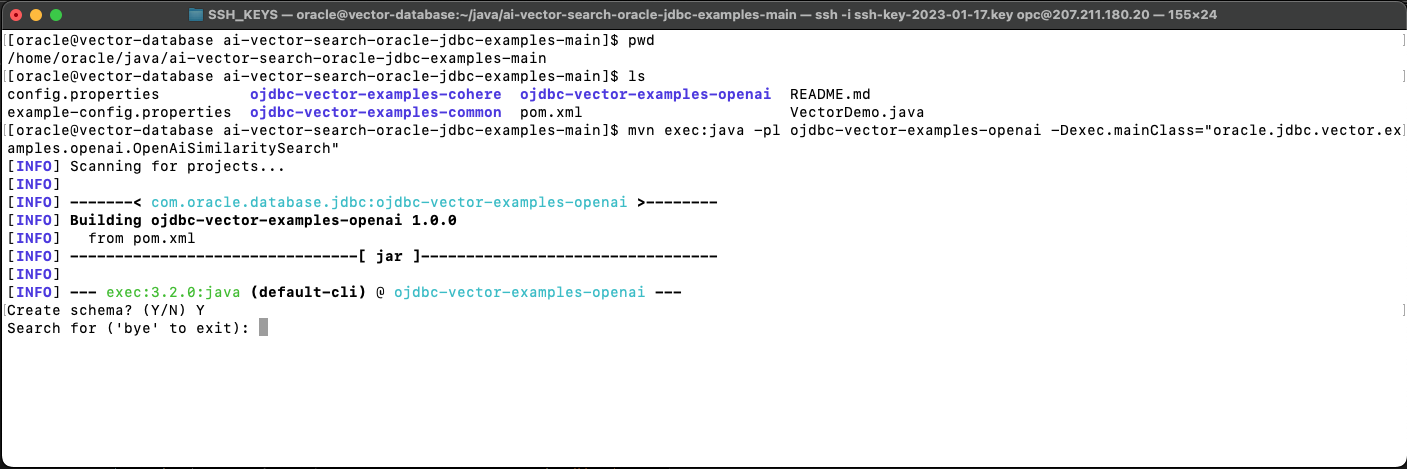 SSH_KEYS — oracle@vector-database:~/java/ai-vector-search-oracle-jdbc-examples-main — ssh -i ssh-key-2023-01-17.key opc@207.211.180.20 — 155×24
[[oracle@vector-database ai-vector-search-oracle-jdbc-examples-main]$ pwd ]
/home/oracle/java/ai-vector-search-oracle-jdbc-examples-main
[[oracle@vector-database ai-vector-search-oracle-jdbc-examples-main]$ ls ]
config.properties ojdbc-vector-examples-cohere ojdbc-vector-examples-openai README.md
example-config.properties ojdbc-vector-examples-common pom.xml VectorDemo.java
[[oracle@vector-database ai-vector-search-oracle-jdbc-examples-main]$ mvn exec:java -pl ojdbc-vector-examples-openai -Dexec.mainClass="oracle.jdbc.vector.ex]
amples.openai.OpenAiSimilaritySearch"
[INFO] Scanning for projects...
[INFO]
[INFO] -------< com.oracle.database.jdbc:ojdbc-vector-examples-openai >--------
[INFO] Building ojdbc-vector-examples-openai 1.0.0
[INFO]   from pom.xml
[INFO] --------------------------------[ jar ]---------------------------------
[INFO]
[INFO] --- exec:3.2.0:java (default-cli) @ ojdbc-vector-examples-openai ---
[Create schema? (Y/N) Y ]
Search for ('bye' to exit):